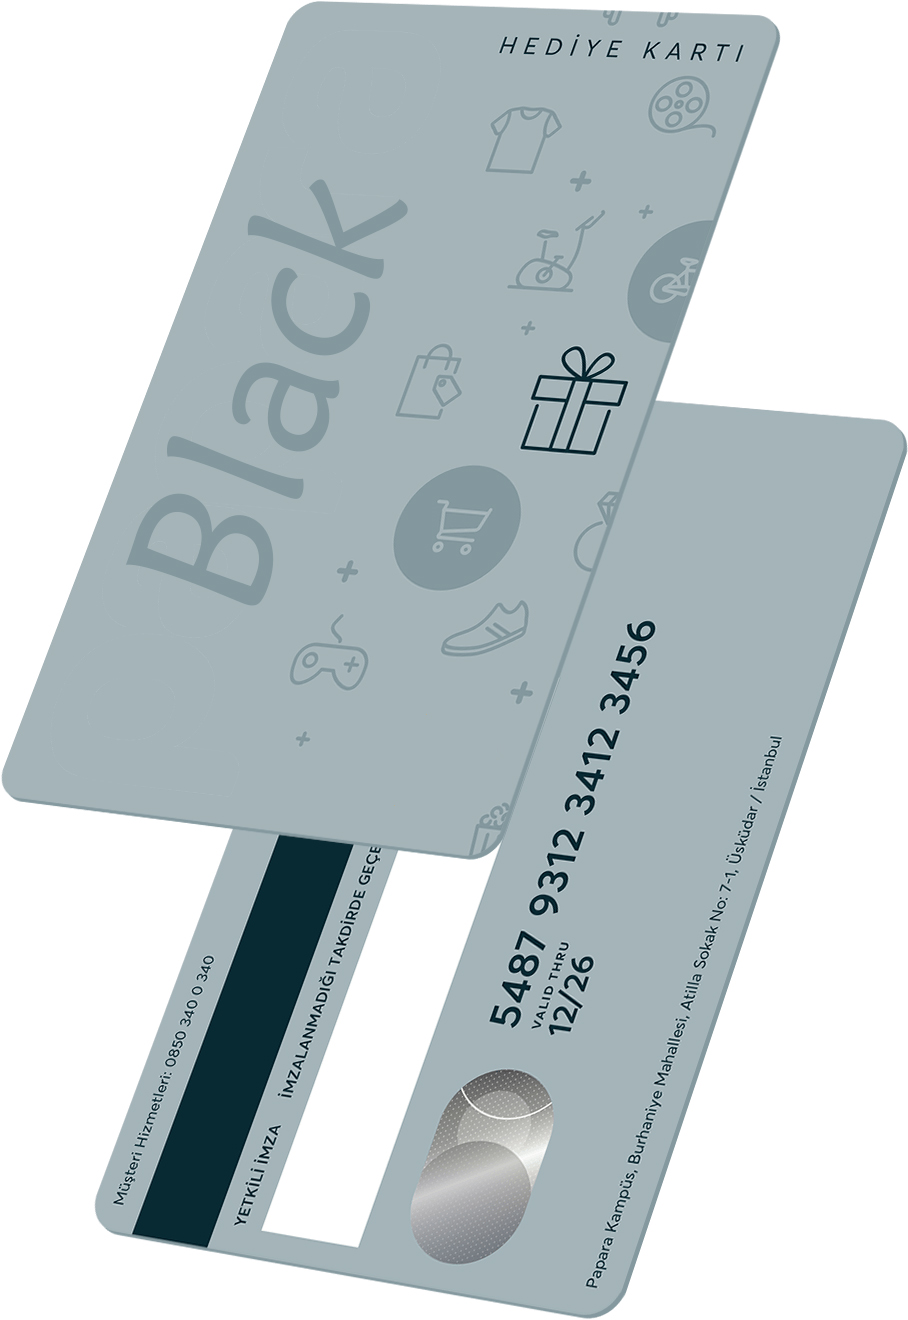 HEDİYE KARTI
Black
Müşteri Hizmetleri: 0850 340 0 340
YETKİLİ İMZA İMZALANMADIĞI TAKDİRDE
5487 9312 3412 3456
VALID THRU
12/26
Papara Kampüs, Burhaniye Mahallesi, Atilla Sokak No: 7-1, Üsküdar / İstanbul